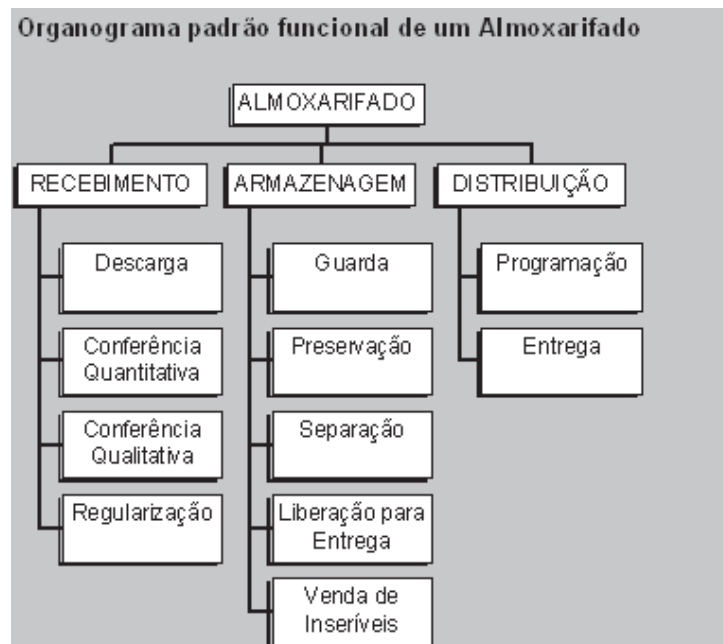 Organograma padrão funcional de um Almoxarifado
ALMOXARIFADO
RECEBIMENTO
ARMAZENAGEM
DISTRIBUIÇÃO
Descarga
Conferência
Quantitativa
Conferência
Qualitativa
Regularização
Guarda
Preservação
Separação
Liberação para
Entrega
Venda de
Inseríveis
Programação
Entrega